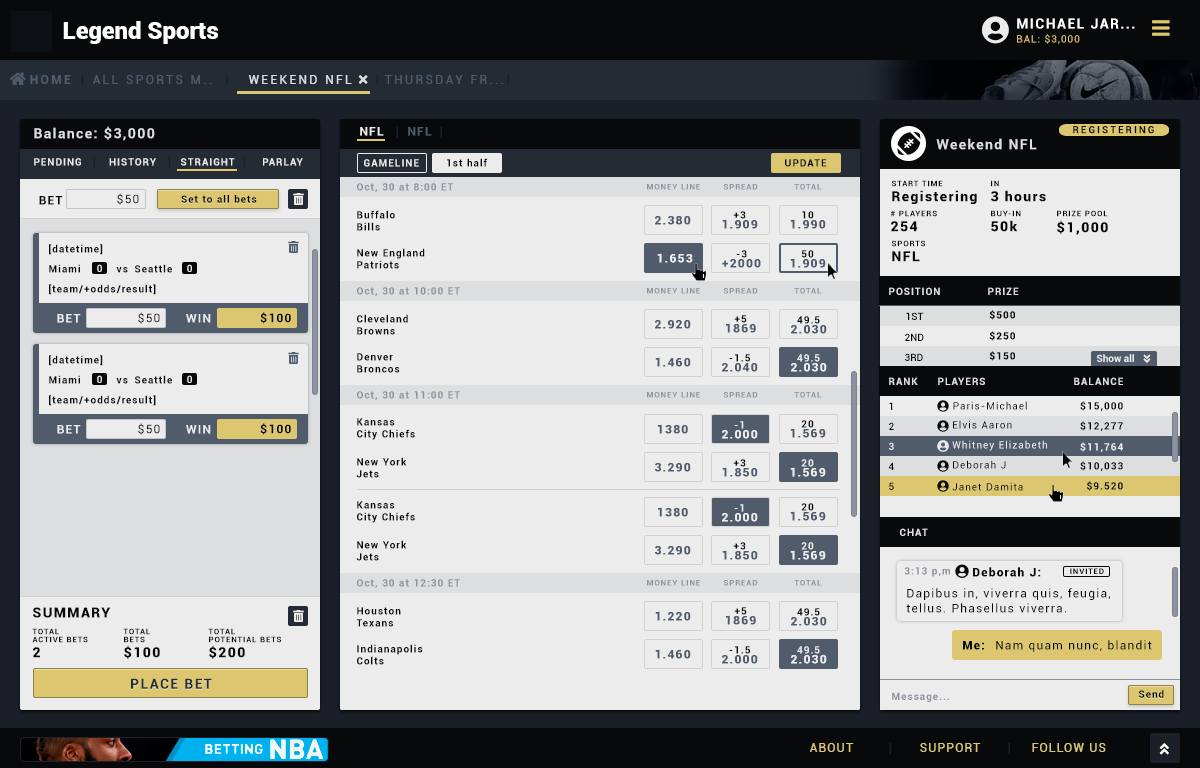 Legend Sports
MICHAEL JAR...
BAL: $3,000
HOME
ALL SPORTS M..
WEEKEND NFL
THURSDAY FR...
Balance: $3,000
PENDING HISTORY STRAIGHT PARLAY
BET $50 Set to all bets
[datetime]
Miami 0 vs Seattle 0
[team/+odds/result]
BET $50 WIN $100
[datetime]
Miami 0 vs Seattle 0
[team/+odds/result]
BET $50 WIN $100
SUMMARY
TOTAL ACTIVE BETS
2
TOTAL BETS
$100
TOTAL POTENTIAL BETS
$200
PLACE BET
NFL NFL
GAMELINE 1st half UPDATE
Oct, 30 at 8:00 ET MONEY LINE SPREAD TOTAL
Buffalo Bills 2.380 +3 1.909 10 1.990
New England Patriots 1.653 -3 +2000 50 1.909
Oct, 30 at 10:00 ET MONEY LINE SPREAD TOTAL
Cleveland Browns 2.920 +5 1869 49.5 2.030
Denver Broncos 1.460 -1.5 2.040 49.5 2.030
Oct, 30 at 11:00 ET MONEY LINE SPREAD TOTAL
Kansas City Chiefs 1380 -1 2.000 20 1.569
New York Jets 3.290 +3 1.850 20 1.569
Kansas City Chiefs 1380 -1 2.000 20 1.569
New York Jets 3.290 +3 1.850 20 1.569
Oct, 30 at 12:30 ET MONEY LINE SPREAD TOTAL
Houston Texans 1.220 +5 1869 49.5 2.030
Indianapolis Colts 1.460 -1.5 2.000 49.5 2.030
REGISTERING
Weekend NFL
START TIME IN
Registering 3 hours
# PLAYERS BUY-IN PRIZE POOL
254 50k $1,000
SPORTS
NFL
POSITION PRIZE
1ST $500
2ND $250
3RD $150
Show all
RANK PLAYERS BALANCE
1 Paris-Michael $15,000
2 Elvis Aaron $12,277
3 Whitney Elizabeth $11,764
4 Deborah J $10,033
5 Janet Damita $9.520
CHAT
3:13 p,m Deborah J: INVITED
Dapibus in, viverra quis, feugia,
tellus. Phasellus viverra.
Me: Nam quam nunc, blandit
Message... Send
BETTING NBA
ABOUT SUPPORT FOLLOW US